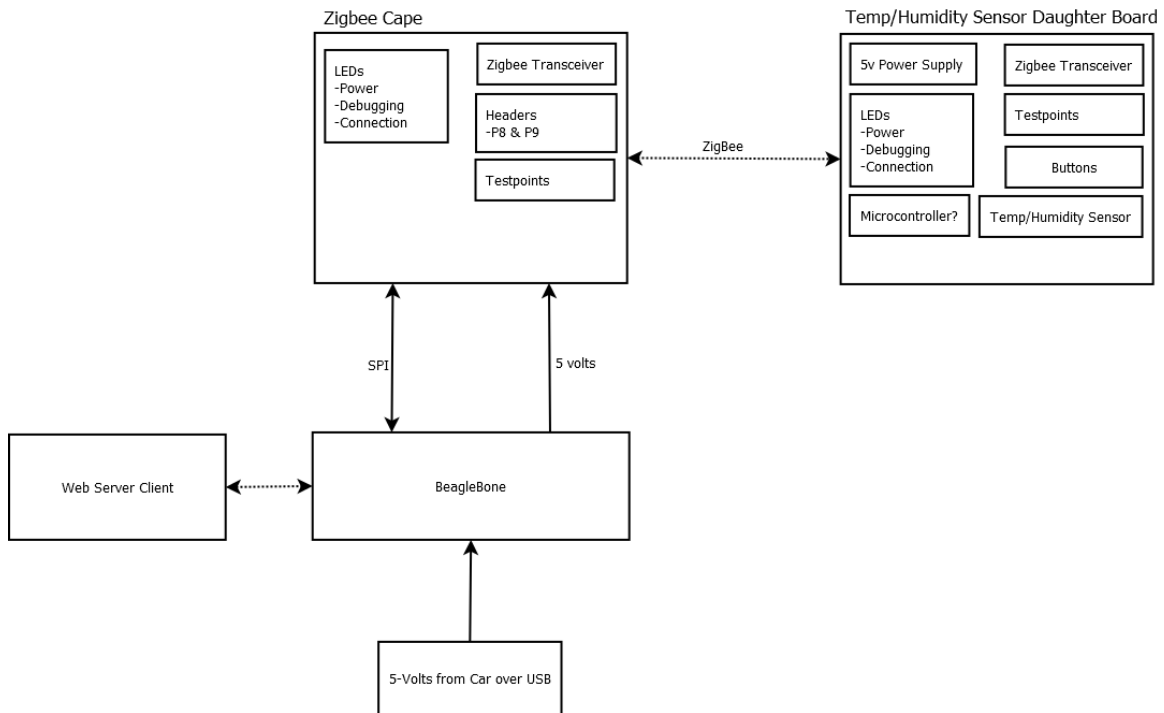 Zigbee Cape
LEDs
-Power
-Debugging
-Connection
Zigbee Transceiver
Headers
-P8 & P9
Testpoints
ZigBee
Temp/Humidity Sensor Daughter Board
5v Power Supply
Zigbee Transceiver
LEDs
-Power
-Debugging
-Connection
Testpoints
Buttons
Microcontroller?
Temp/Humidity Sensor
SPI
5 volts
Web Server Client
BeagleBone
5-Volts from Car over USB